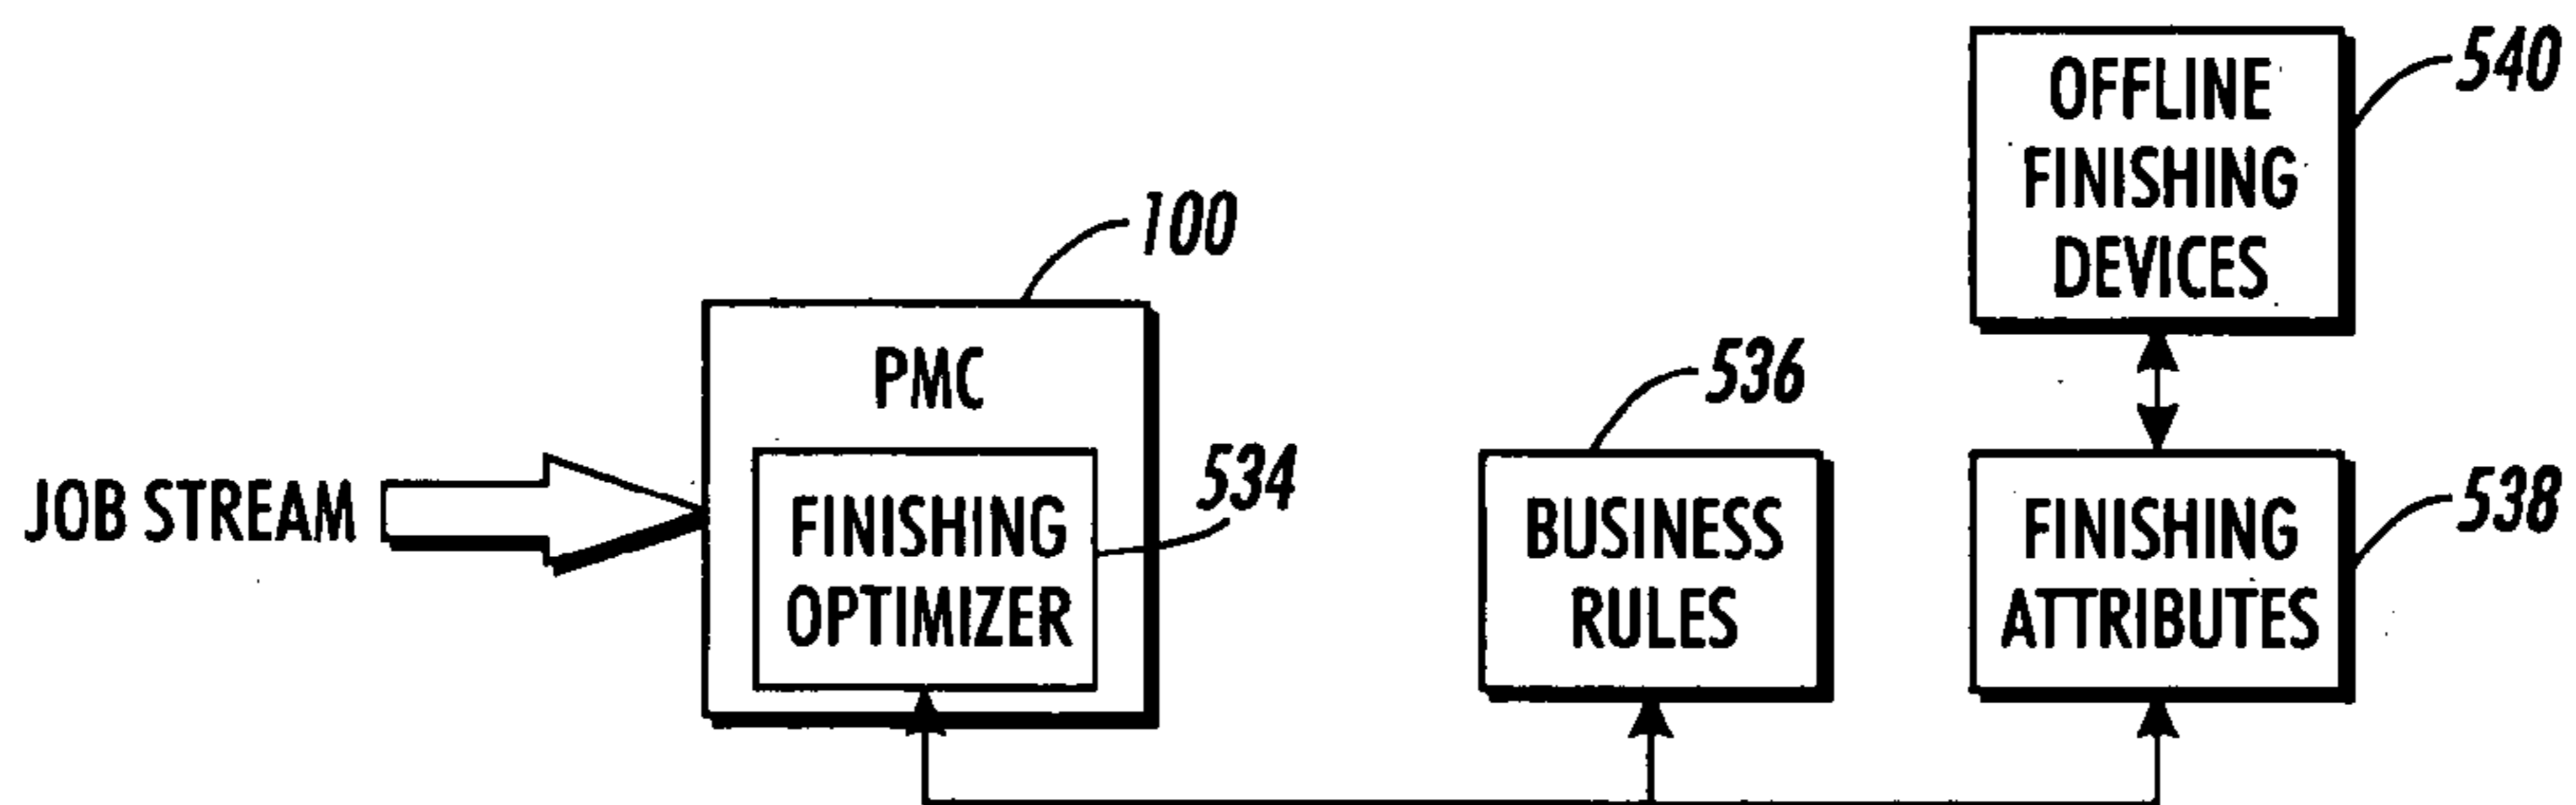 JOB STREAM
100
PMC
534
FINISHING
OPTIMIZER
536
BUSINESS
RULES
540
OFFLINE
FINISHING
DEVICES
538
FINISHING
ATTRIBUTES